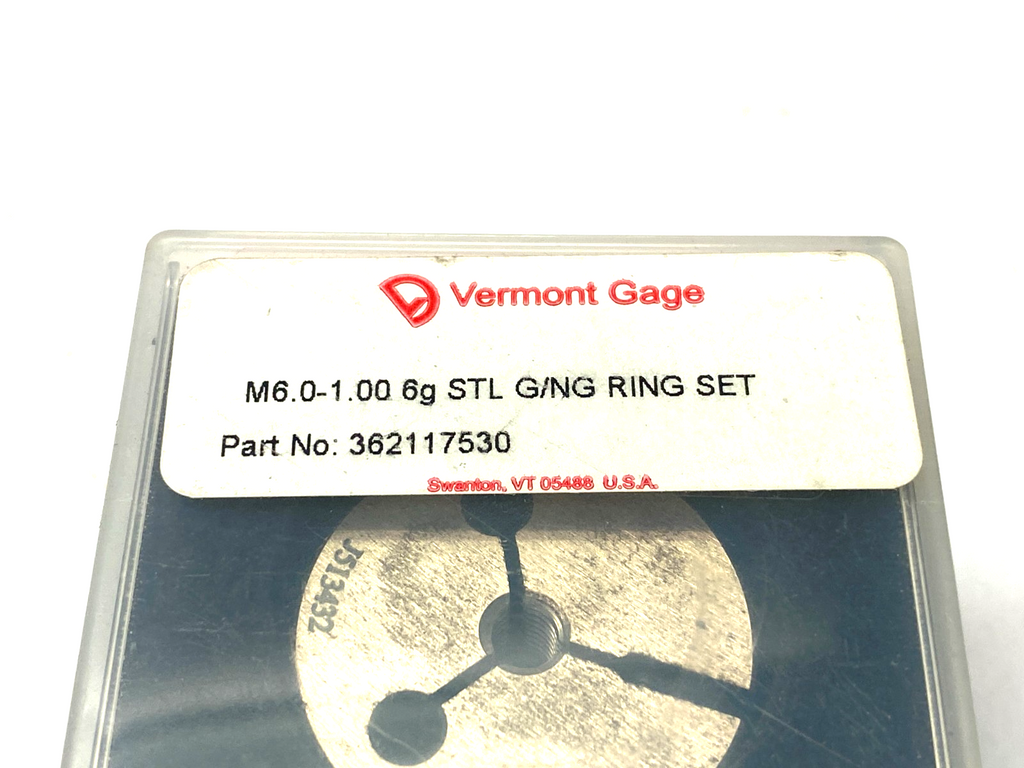 Vermont Gage
M6.0-1.00 6g STL G/NG RING SET
Part No: 362117530
Swanton, VT 05488 U.S.A.
J513432